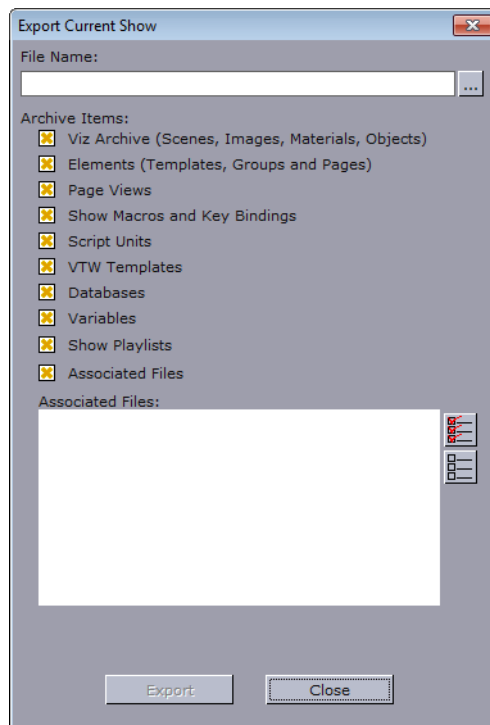 Export Current Show
File Name:
...
Archive Items:
Viz Archive (Scenes, Images, Materials, Objects)
Elements (Templates, Groups and Pages)
Page Views
Show Macros and Key Bindings
Script Units
VTW Templates
Databases
Variables
Show Playlists
Associated Files
Associated Files:
Export Close